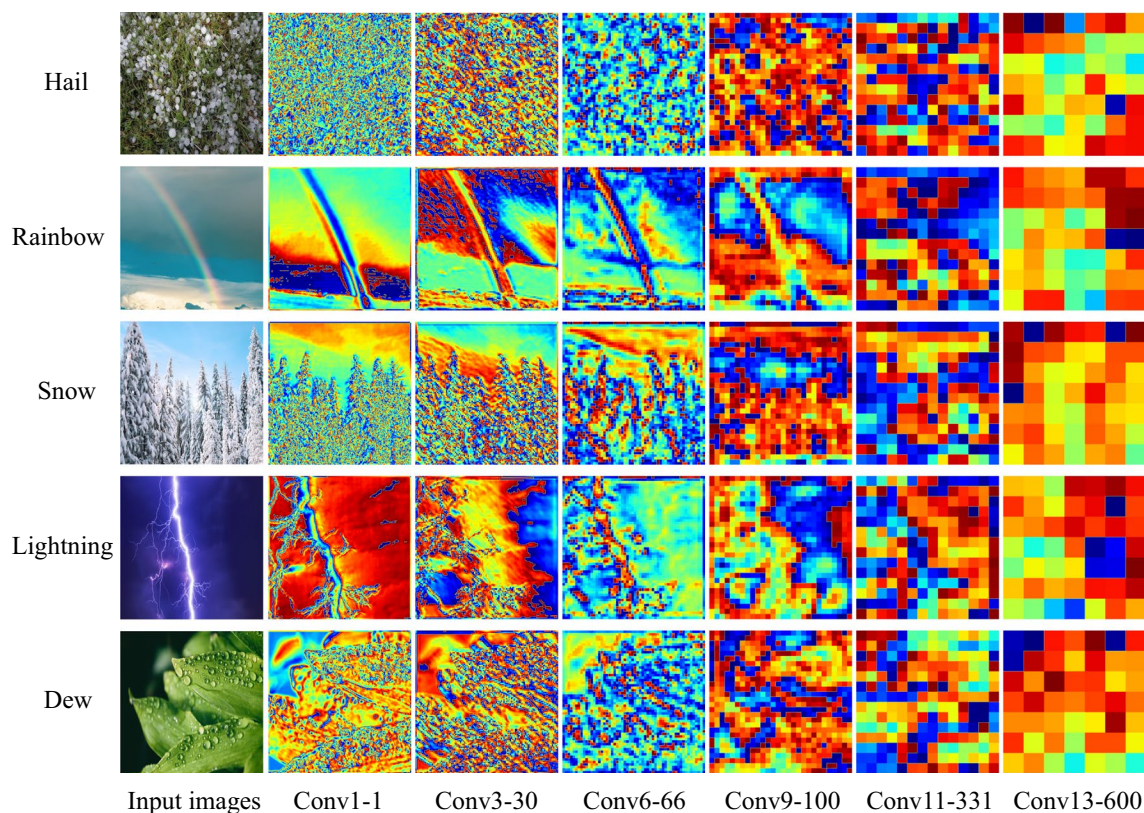 Hail
Rainbow
Snow
Lightning
Dew
Input images Conv1-1 Conv3-30 Conv6-66 Conv9-100 Conv11-331 Conv13-600